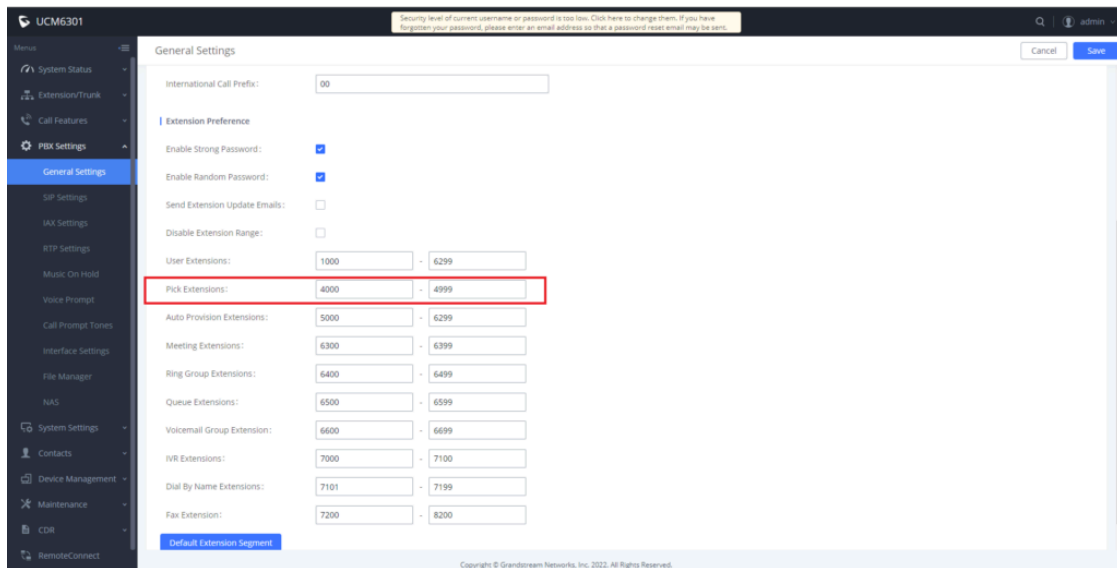 UCM6301
Security level of current username or password is too low. Click here to change them. If you have
forgotten your password, please enter an email address so that a password reset email may be sent.
admin
Menus
General Settings
Cancel
Save
System Status
Extension/Trunk
Call Features
PBX Settings
General Settings
SIP Settings
IAX Settings
RTP Settings
Music On Hold
Voice Prompt
Call Prompt Tones
Interface Settings
File Manager
NAS
System Settings
Contacts
Device Management
Maintenance
CDR
RemoteConnect
International Call Prefix: 00
Extension Preference
Enable Strong Password:
Enable Random Password:
Send Extension Update Emails:
Disable Extension Range:
User Extensions: 1000 - 6299
Pick Extensions: 4000 - 4999
Auto Provision Extensions: 5000 - 6299
Meeting Extensions: 6300 - 6399
Ring Group Extensions: 6400 - 6499
Queue Extensions: 6500 - 6599
Voicemail Group Extension: 6600 - 6699
IVR Extensions: 7000 - 7100
Dial By Name Extensions: 7101 - 7199
Fax Extension: 7200 - 8200
Default Extension Segment
Copyright © Grandstream Networks, Inc. 2022. All Rights Reserved.